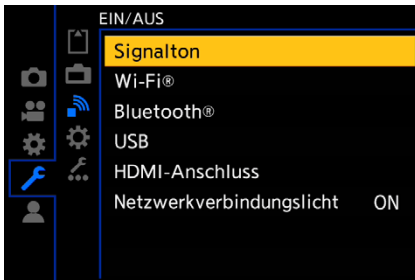 EIN/AUS
Signalton
Wi-Fi®
Bluetooth®
USB
HDMI-Anschluss
Netzwerkverbindungslicht ON